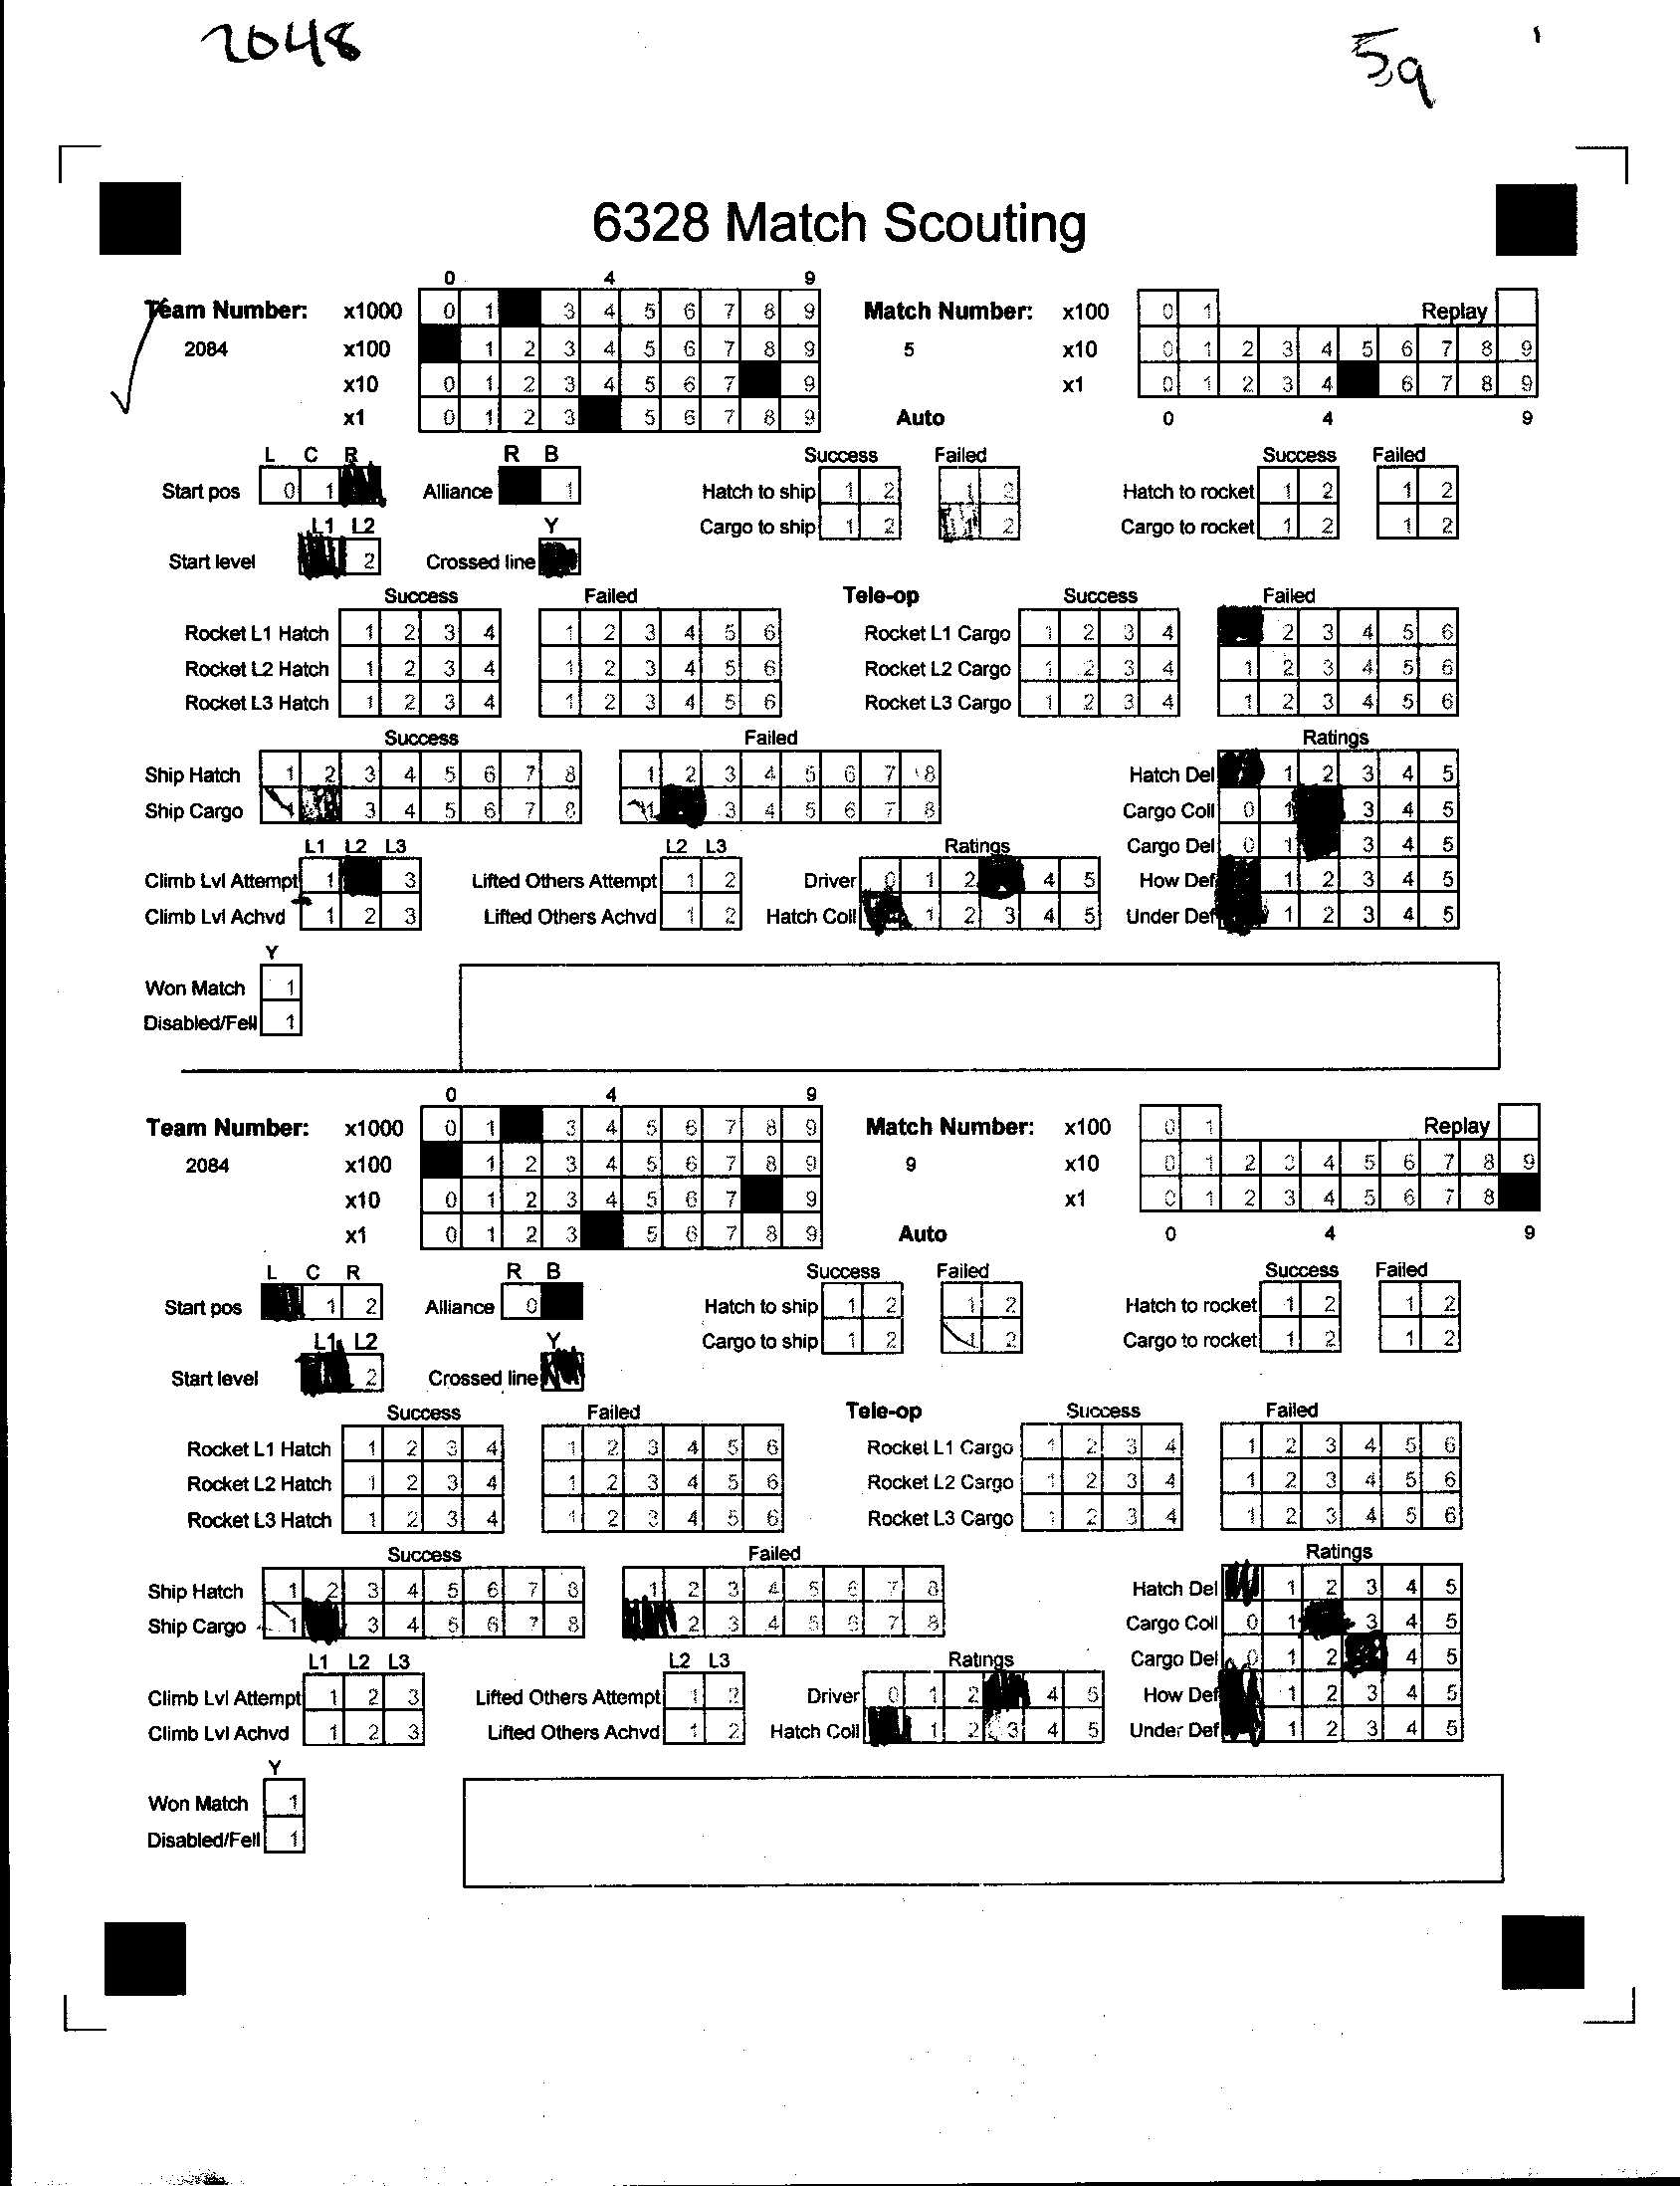 2048 5,9
6328 Match Scouting
0 4 9
Team Number: x1000 0 1 3 4 5 6 7 8 9 Match Number: x100 0 1 Replay
2084 x100 1 2 3 4 5 6 7 8 9 5 x10 0 1 2 3 4 5 6 7 8 9
x10 0 1 2 3 4 5 6 7 9 x1 0 1 2 3 4 6 7 8 9
x1 0 1 2 3 5 6 7 8 9 Auto 0 4 9
L C R R B Success Failed Success Failed
Start pos 0 1 Alliance 1 Hatch to ship 1 2 1 2 Hatch to rocket 1 2 1 2
L1 L2 Y Cargo to ship 1 2 1 2 Cargo to rocket 1 2 1 2
Start level 2 Crossed line
Success Failed Tele-op Success Failed
Rocket L1 Hatch 1 2 3 4 1 2 3 4 5 6 Rocket L1 Cargo 1 2 3 4 2 3 4 5 6
Rocket L2 Hatch 1 2 3 4 1 2 3 4 5 6 Rocket L2 Cargo 1 2 3 4 1 2 3 4 5 6
Rocket L3 Hatch 1 2 3 4 1 2 3 4 5 6 Rocket L3 Cargo 1 2 3 4 1 2 3 4 5 6
Success Failed Ratings
Ship Hatch 1 2 3 4 5 6 7 8 1 2 3 4 5 6 7 8 Hatch Del 1 2 3 4 5
Ship Cargo 1 3 4 5 6 7 8 1 3 4 5 6 7 8 Cargo Coll 0 1 3 4 5
L1 L2 L3 L2 L3 Ratings Cargo Del 0 1 3 4 5
Climb Lvl Attempt 1 3 Lifted Others Attempt 1 2 Driver 0 1 2 4 5 How Def 1 2 3 4 5
Climb Lvl Achvd 1 2 3 Lifted Others Achvd 1 2 Hatch Coll 1 2 3 4 5 Under Def 1 2 3 4 5
Y
Won Match 1
Disabled/Fell 1
0 4 9
Team Number: x1000 0 1 3 4 5 6 7 8 9 Match Number: x100 0 1 Replay
2084 x100 1 2 3 4 5 6 7 8 9 9 x10 0 1 2 3 4 5 6 7 8 9
x10 0 1 2 3 4 5 6 7 9 x1 0 1 2 3 4 5 6 7 8
x1 0 1 2 3 5 6 7 8 9 Auto 0 4 9
L C R R B Success Failed Success Failed
Start pos 1 2 Alliance 0 Hatch to ship 1 2 1 2 Hatch to rocket 1 2 1 2
L1 L2 Y Cargo to ship 1 2 1 2 Cargo to rocket 1 2 1 2
Start level 2 Crossed line
Success Failed Tele-op Success Failed
Rocket L1 Hatch 1 2 3 4 1 2 3 4 5 6 Rocket L1 Cargo 1 2 3 4 1 2 3 4 5 6
Rocket L2 Hatch 1 2 3 4 1 2 3 4 5 6 Rocket L2 Cargo 1 2 3 4 1 2 3 4 5 6
Rocket L3 Hatch 1 2 3 4 1 2 3 4 5 6 Rocket L3 Cargo 1 2 3 4 1 2 3 4 5 6
Success Failed Ratings
Ship Hatch 1 2 3 4 5 6 7 8 1 2 3 4 5 6 7 8 Hatch Del 1 2 3 4 5
Ship Cargo 1 3 4 5 6 7 8 2 3 4 5 6 7 8 Cargo Coll 0 1 3 4 5
L1 L2 L3 L2 L3 Ratings Cargo Del 0 1 2 4 5
Climb Lvl Attempt 1 2 3 Lifted Others Attempt 1 2 Driver 0 1 2 4 5 How Def 1 2 3 4 5
Climb Lvl Achvd 1 2 3 Lifted Others Achvd 1 2 Hatch Coll 1 2 3 4 5 Under Def 1 2 3 4 5
Y
Won Match 1
Disabled/Fell 1